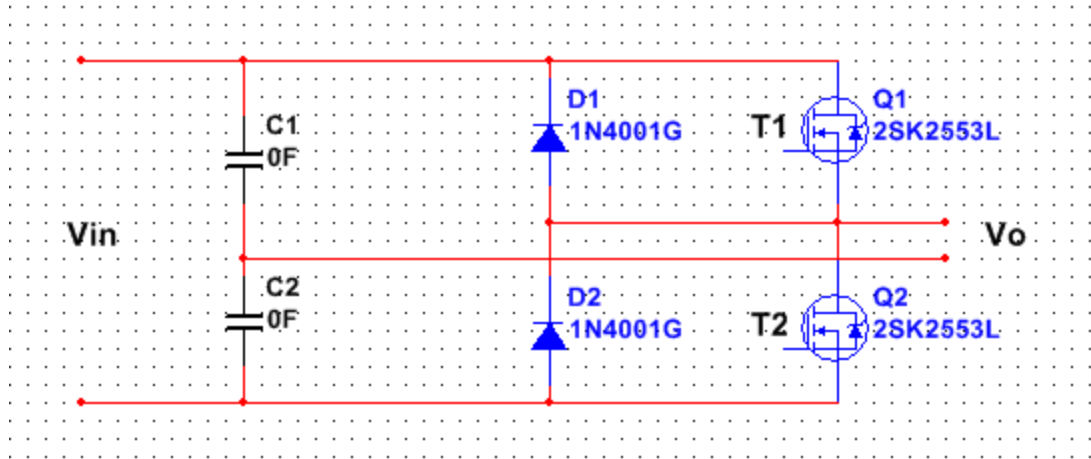 D1
1N4001G
Q1
2SK2553L
T1
C1
0F
Vin
Vo
C2
0F
D2
1N4001G
Q2
2SK2553L
T2